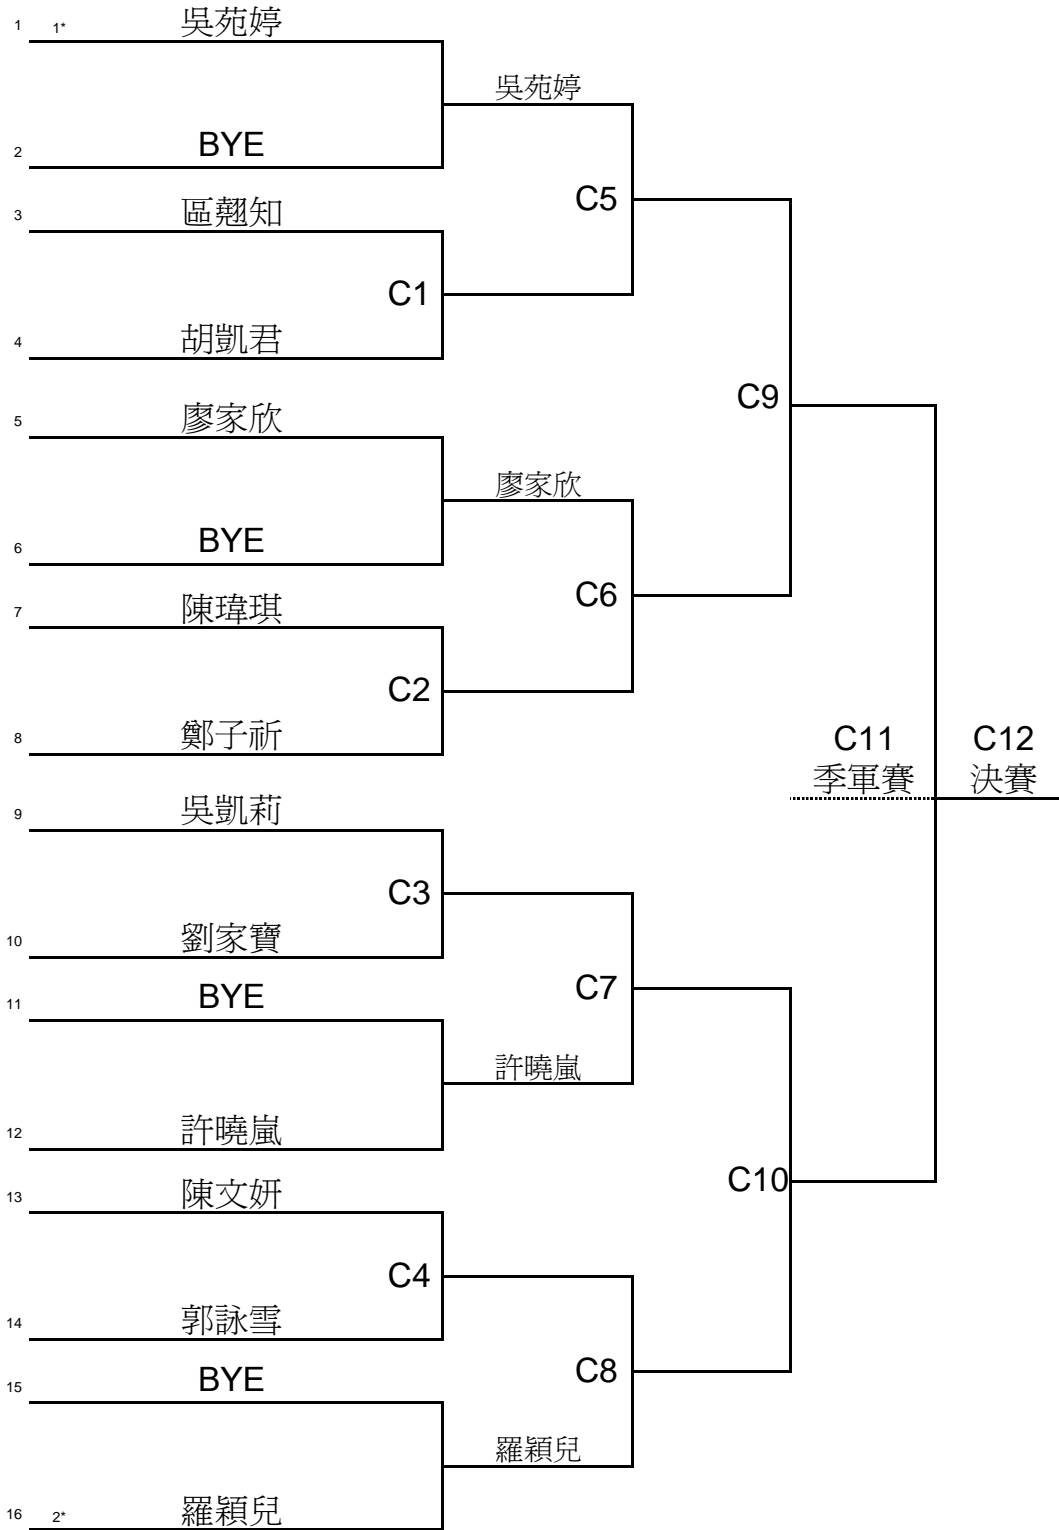 1 1* 吳苑婷
吳苑婷
2 BYE
C5
3 區翹知
C1
4 胡凱君
C9
5 廖家欣
廖家欣
6 BYE
C6
7 陳瑋琪
C2
8 鄭子祈
C11 C12
季軍賽 決賽
9 吳凱莉
C3
10 劉家寶
C7
11 BYE
許曉嵐
12 許曉嵐
C10
13 陳文妍
C4
14 郭詠雪
C8
15 BYE
羅穎兒
16 2* 羅穎兒